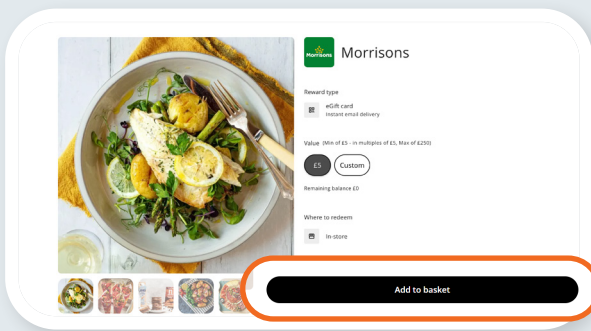 Morrisons
Morrisons
Reward type
eGift card
Instant email delivery
Value (Min of £5 - in multiples of £5, Max of £250)
£5
Custom
Remaining balance £0
Where to redeem
In-store
Add to basket